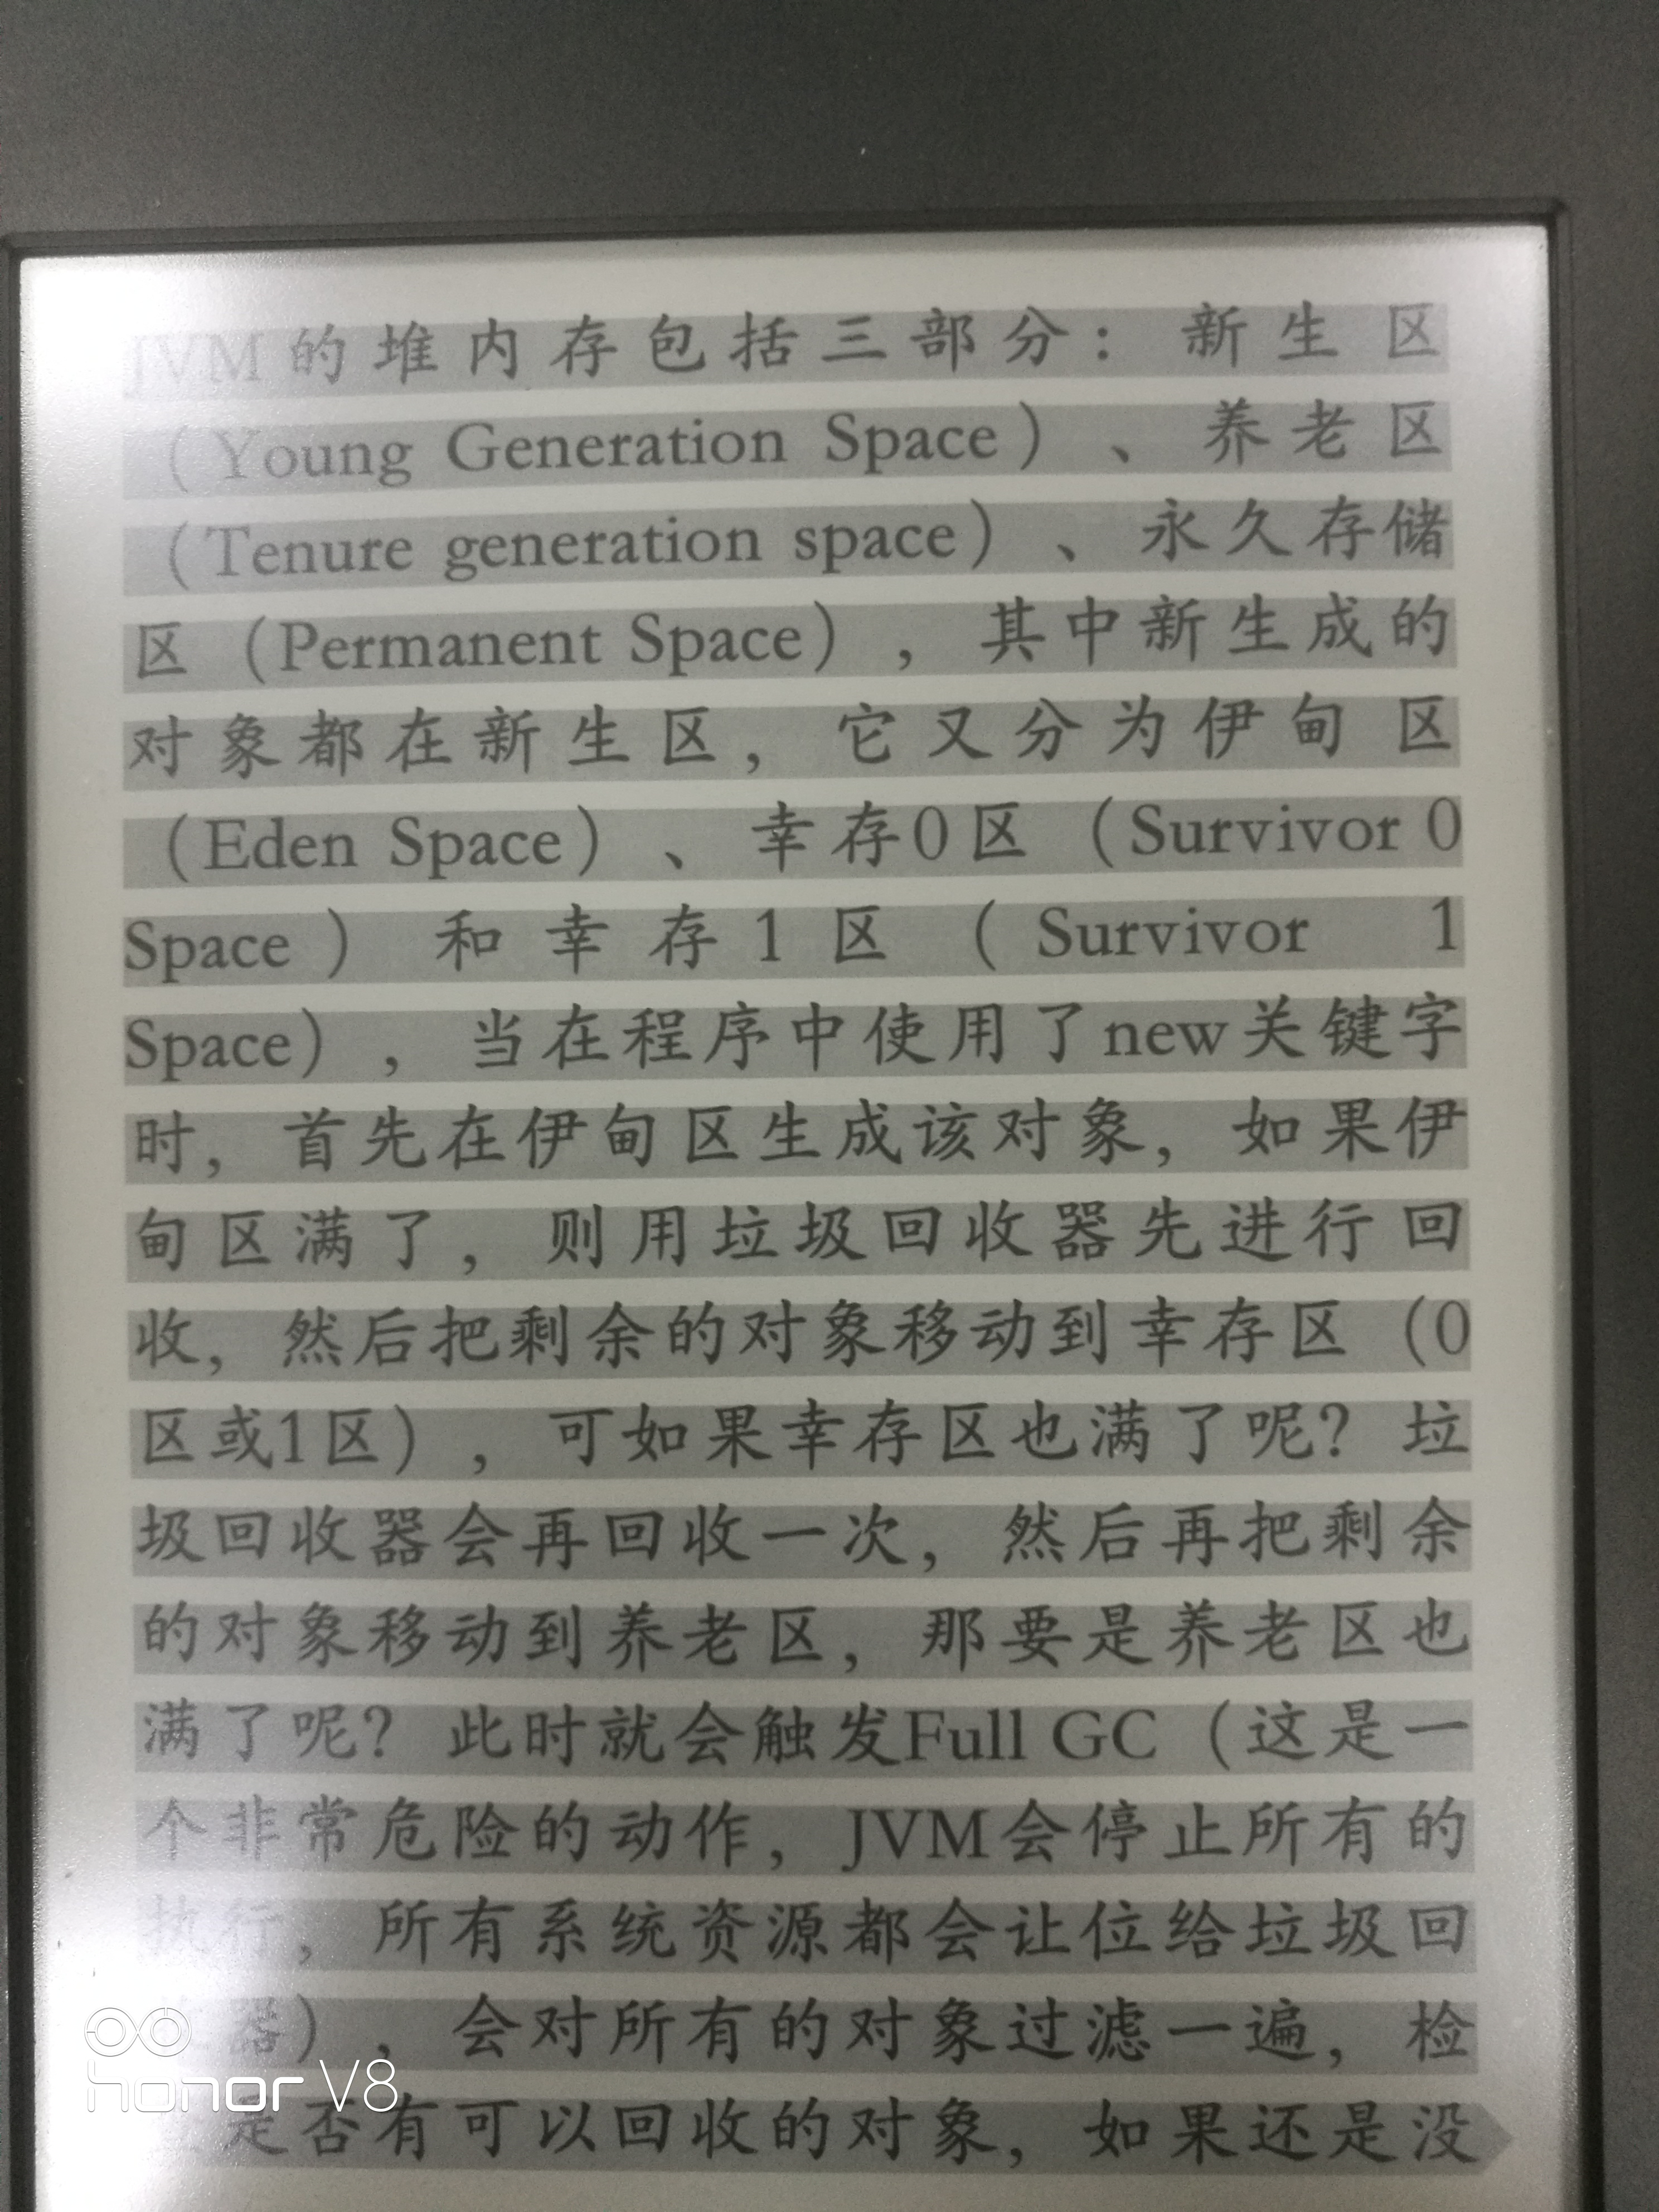 JVM的堆内存包括三部分：新生区
（Young Generation Space）、养老区
（Tenure generation space）、永久存储
区（Permanent Space），其中新生成的
对象都在新生区，它又分为伊甸区
（Eden Space）、幸存0区（Survivor 0
Space）和幸存1区（Survivor 1
Space），当在程序中使用了new关键字
时，首先在伊甸区生成该对象，如果伊
甸区满了，则用垃圾回收器先进行回
收，然后把剩余的对象移动到幸存区（0
区或1区），可如果幸存区也满了呢？垃
圾回收器会再回收一次，然后再把剩余
的对象移动到养老区，那要是养老区也
满了呢？此时就会触发Full GC（这是一
个非常危险的动作，JVM会停止所有的
执行，所有系统资源都会让位给垃圾回
器），会对所有的对象过滤一遍，检
是否有可以回收的对象，如果还是没
honor V8